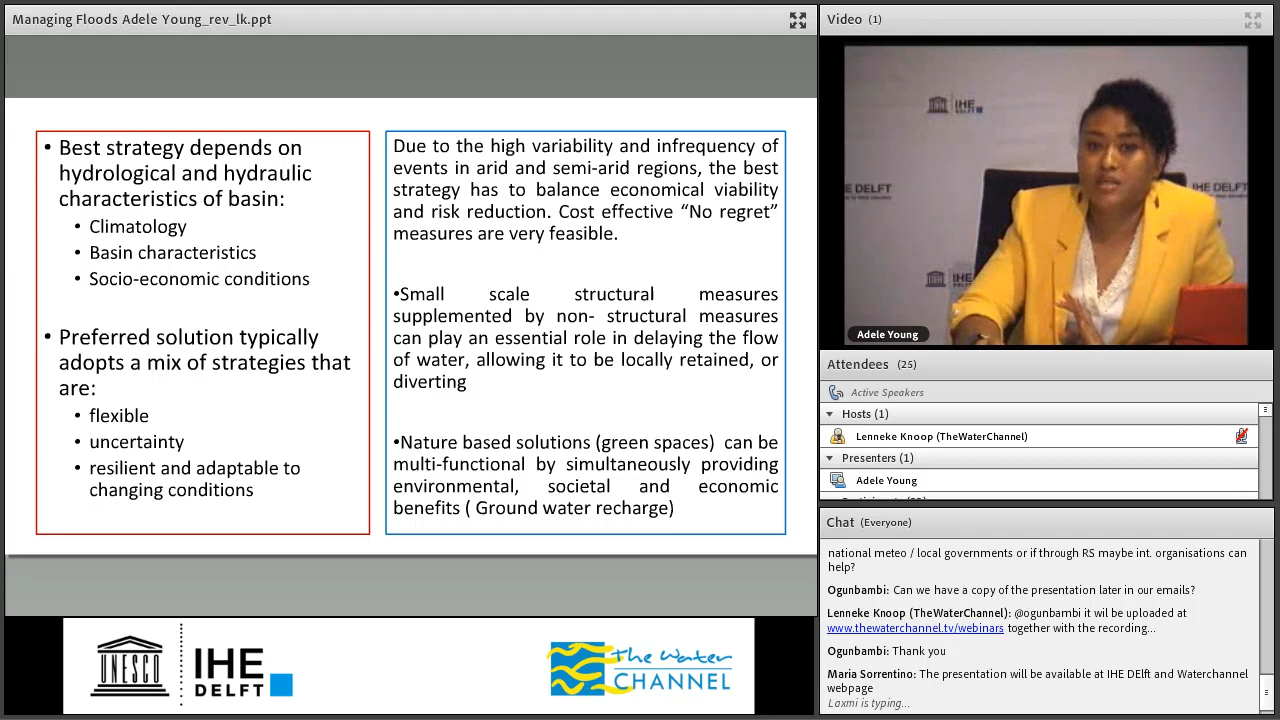 Managing Floods Adele Young_rev_lk.ppt
• Best strategy depends on
hydrological and hydraulic
characteristics of basin:
• Climatology
• Basin characteristics
• Socio-economic conditions
• Preferred solution typically
adopts a mix of strategies that
are:
• flexible
• uncertainty
• resilient and adaptable to
changing conditions
Due to the high variability and infrequency of
events in arid and semi-arid regions, the best
strategy has to balance economical viability
and risk reduction. Cost effective “No regret”
measures are very feasible.
•Small scale structural measures
supplemented by non- structural measures
can play an essential role in delaying the flow
of water, allowing it to be locally retained, or
diverting
•Nature based solutions (green spaces) can be
multi-functional by simultaneously providing
environmental, societal and economic
benefits ( Ground water recharge)
UNESCO
IHE
DELFT
The Water
CHANNEL
Video (1)
IHE
DELFT
IHE DELFT
IHE DELFT
IHE
DELFT
Adele Young
Attendees (25)
Active Speakers
Hosts (1)
Lenneke Knoop (TheWaterChannel)
Presenters (1)
Adele Young
Chat (Everyone)
national meteo / local governments or if through RS maybe int. organisations can
help?
Ogunbambi: Can we have a copy of the presentation later in our emails?
Lenneke Knoop (TheWaterChannel): @ogunbambi it wil be uploaded at
www.thewaterchannel.tv/webinars together with the recording...
Ogunbambi: Thank you
Maria Sorrentino: The presentation will be available at IHE DElft and Waterchannel
webpage
Laxmi is typing...